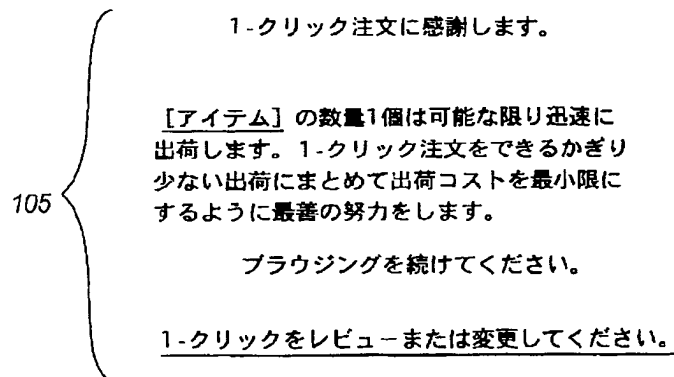 1-クリック注文に感謝します。
[アイテム] の数量1個は可能な限り迅速に
出荷します。1-クリック注文をできるかぎり
少ない出荷にまとめて出荷コストを最小限に
するように最善の努力をします。
105
ブラウジングを続けてください。
1-クリックをレビューまたは変更してください。